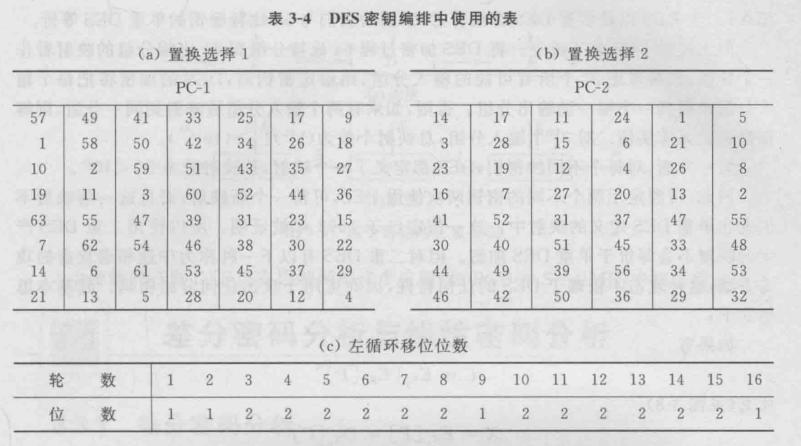 表 3-4 DES 密钥编排中使用的表
(a) 置换选择 1 (b) 置换选择 2
PC-1 PC-2
57 49 41 33 25 17 9 14 17 11 24 1 5
1 58 50 42 34 26 18 3 28 15 6 21 10
10 2 59 51 43 35 27 23 19 12 4 26 8
19 11 3 60 52 44 36 16 7 27 20 13 2
63 55 47 39 31 23 15 41 52 31 37 47 55
7 62 54 46 38 30 22 30 40 51 45 33 48
14 6 61 53 45 37 29 44 49 39 56 34 53
21 13 5 28 20 12 4 46 42 50 36 29 32
(c) 左循环移位位数
轮 数 1 2 3 4 5 6 7 8 9 10 11 12 13 14 15 16
位 数 1 1 2 2 2 2 2 2 1 2 2 2 2 2 2 1